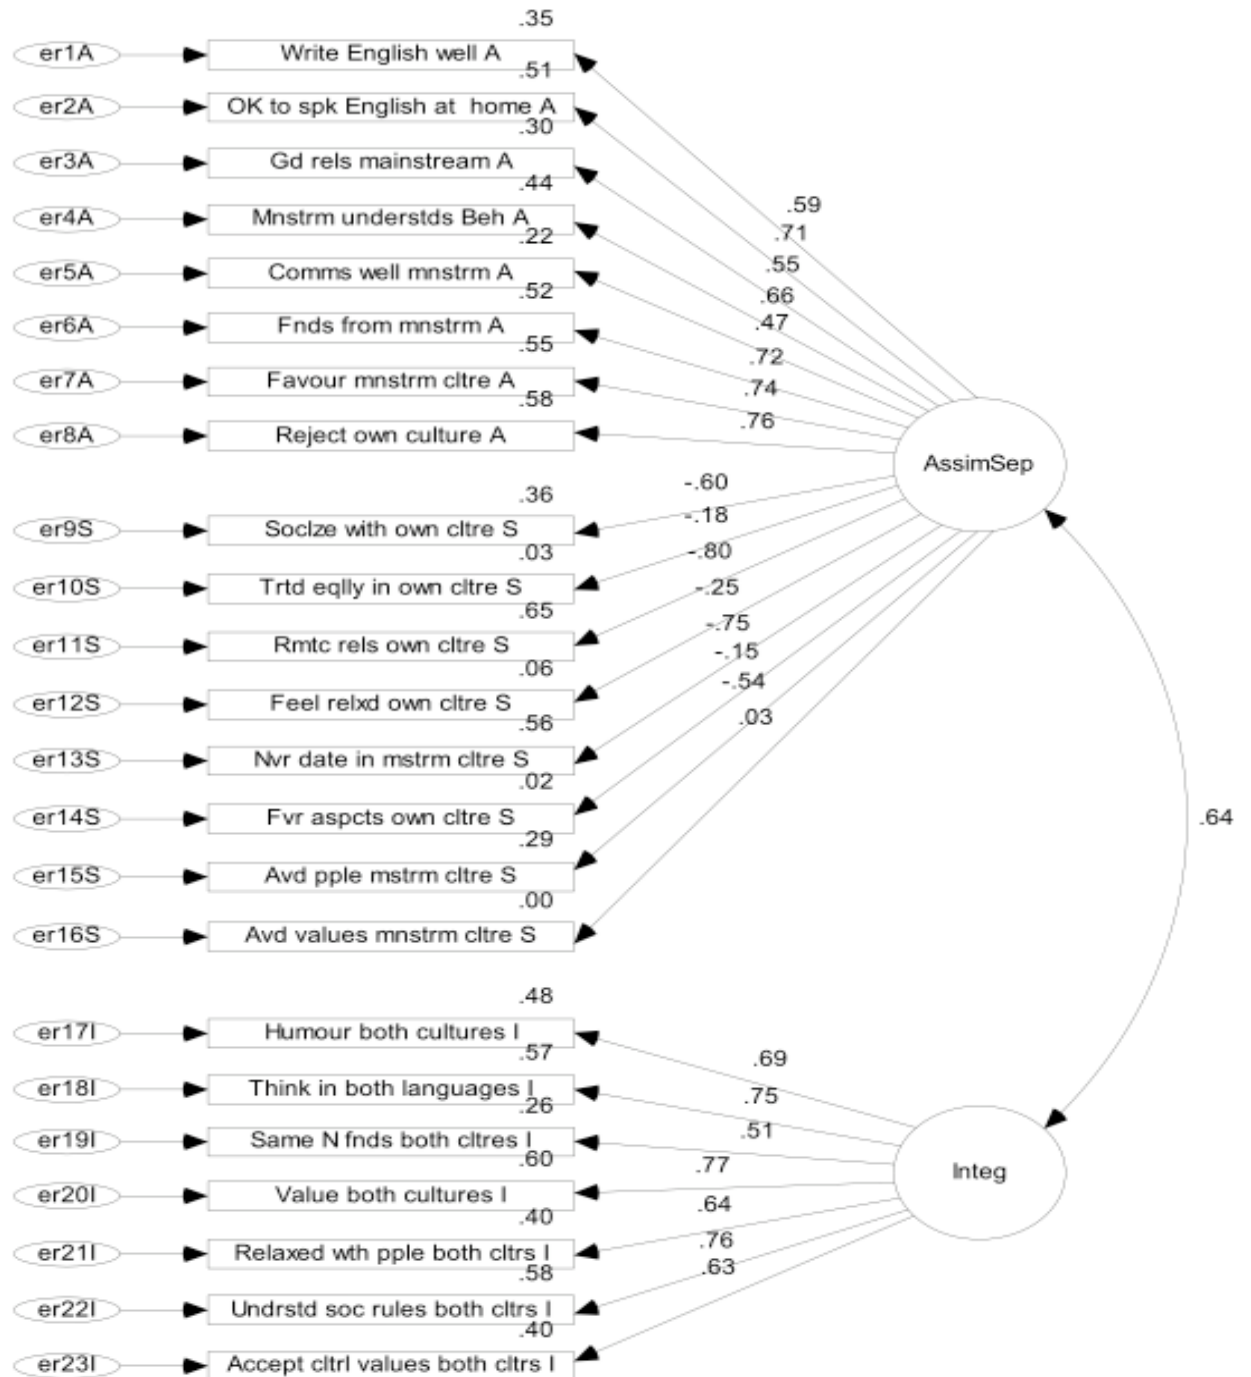 .35
er1A Write English well A
.51
er2A OK to spk English at home A
.30
er3A Gd rels mainstream A
.44
er4A Mnstrm understds Beh A
.22
er5A Comms well mnstrm A
.52
er6A Fnds from mnstrm A
.55
er7A Favour mnstrm cltre A
.58
er8A Reject own culture A
.59
.71
.55
.66
.47
.72
.74
.76
AssimSep
.36
er9S Soclze with own cltre S
.03
er10S Trtd eqlly in own cltre S
.65
er11S Rmtc rels own cltre S
.06
er12S Feel relxd own cltre S
.56
er13S Nvr date in mstrm cltre S
.02
er14S Fvr aspcts own cltre S
.29
er15S Avd pple mstrm cltre S
.00
er16S Avd values mnstrm cltre S
-.60
-.18
-.80
-.25
-.75
-.15
-.54
.03
.64
.48
er17I Humour both cultures I
.57
er18I Think in both languages I
.26
er19I Same N fnds both cltres I
.60
er20I Value both cultures I
.40
er21I Relaxed wth pple both cltrs I
.58
er22I Undrstd soc rules both cltrs I
.40
er23I Accept cltrl values both cltrs I
.69
.75
.51
.77
.64
.76
.63
Integ